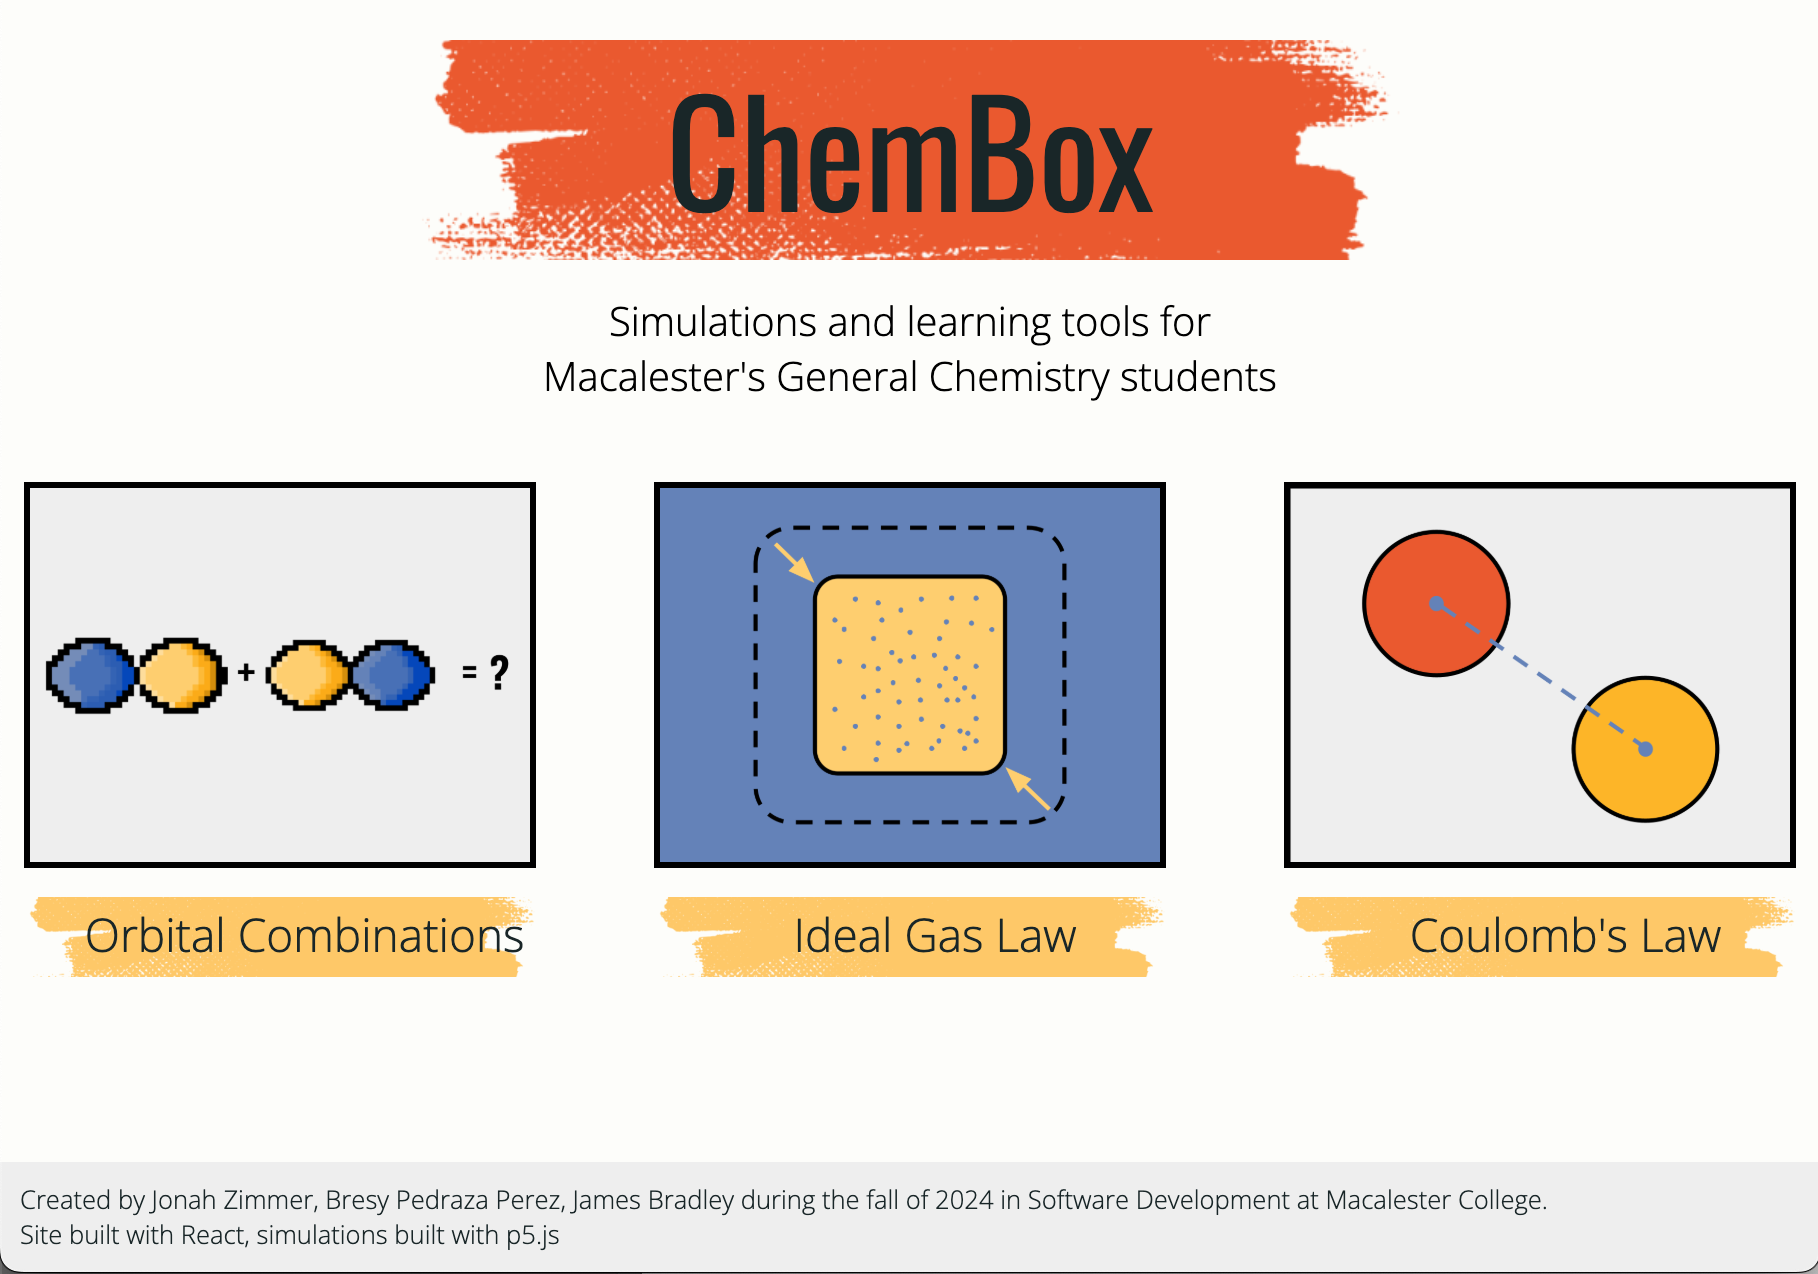 ChemBox
Simulations and learning tools for
Macalester's General Chemistry students
+ = ?
Orbital Combinations
Ideal Gas Law
Coulomb's Law
Created by Jonah Zimmer, Bresy Pedraza Perez, James Bradley during the fall of 2024 in Software Development at Macalester College.
Site built with React, simulations built with p5.js